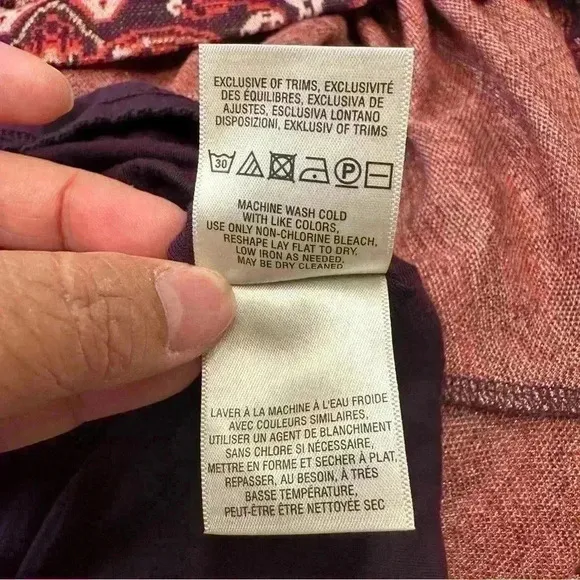 EXCLUSIVE OF TRIMS, EXCLUSIVITÉ
DES ÉQUILIBRES, EXCLUSIVA DE
AJUSTES, ESCLUSIVA LONTANO
DISPOSIZIONI, EXKLUSIV OF TRIMS
30 P
MACHINE WASH COLD
WITH LIKE COLORS,
USE ONLY NON-CHLORINE BLEACH.
RESHAPE LAY FLAT TO DRY.
LOW IRON AS NEEDED.
MAY BE DRY CLEANED
LAVER À LA MACHINE À L'EAU FROIDE
AVEC COULEURS SIMILAIRES,
UTILISER UN AGENT DE BLANCHIMENT
SANS CHLORE SI NÉCESSAIRE,
METTRE EN FORME ET SÉCHER À PLAT,
REPASSER, AU BESOIN, À TRÈS
BASSE TEMPÉRATURE,
PEUT-ÊTRE ÊTRE NETTOYÉE SEC